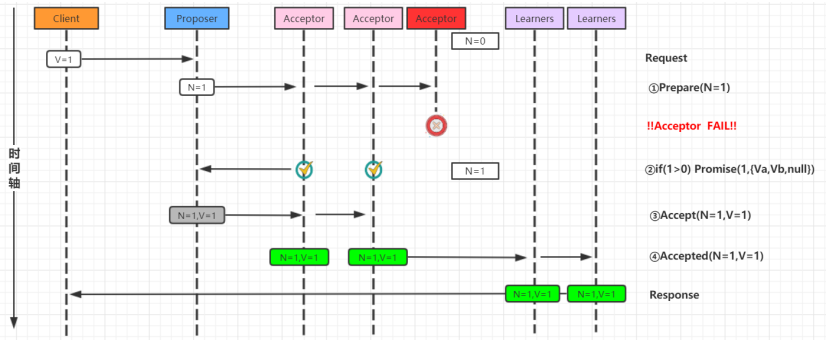 Client
Proposer
Acceptor
Acceptor
Acceptor
Learners
Learners
N=0
V=1
Request
N=1
①Prepare(N=1)
!!Acceptor FAIL!!
时间轴
N=1
②if(1>0) Promise(1,{Va,Vb,null})
N=1,V=1
③Accept(N=1,V=1)
N=1,V=1
N=1,V=1
④Accepted(N=1,V=1)
N=1,V=1
N=1,V=1
Response